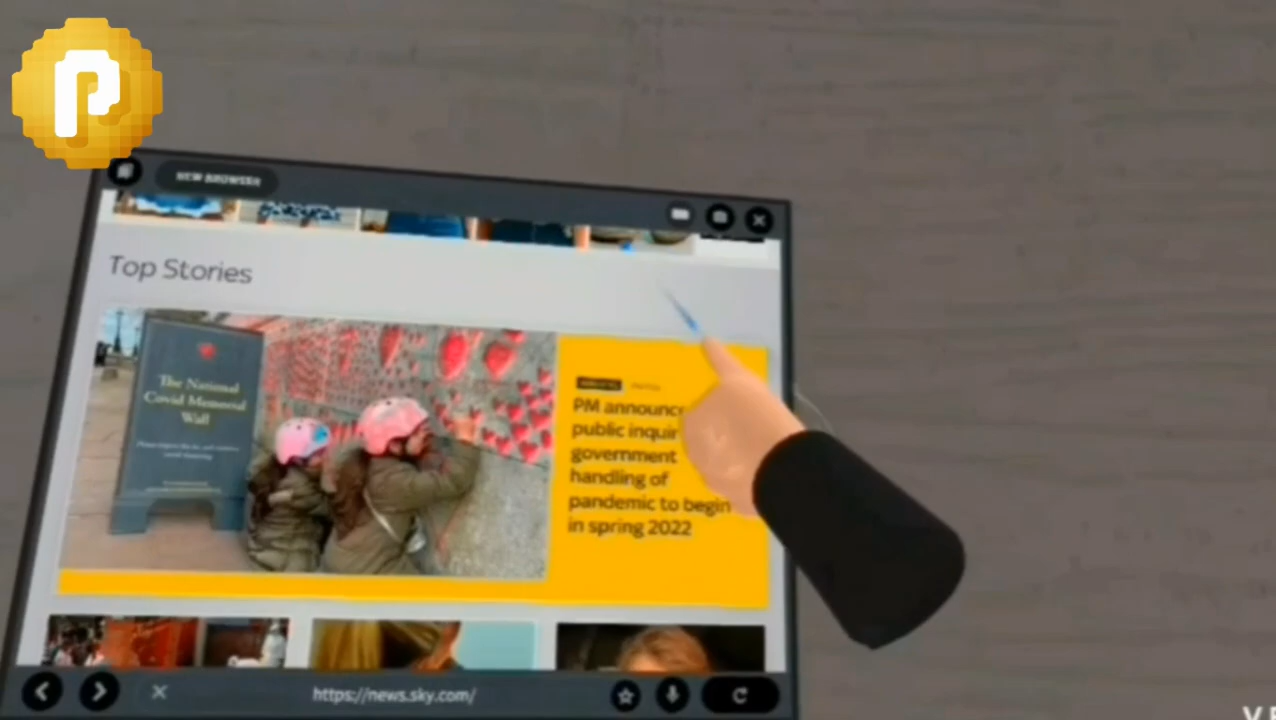 P
NEW BROWSER
Top Stories
The National
Covid Memorial
Wall
PM announc
public inquir
government
handling of
pandemic to begin
in spring 2022
https://news.sky.com/